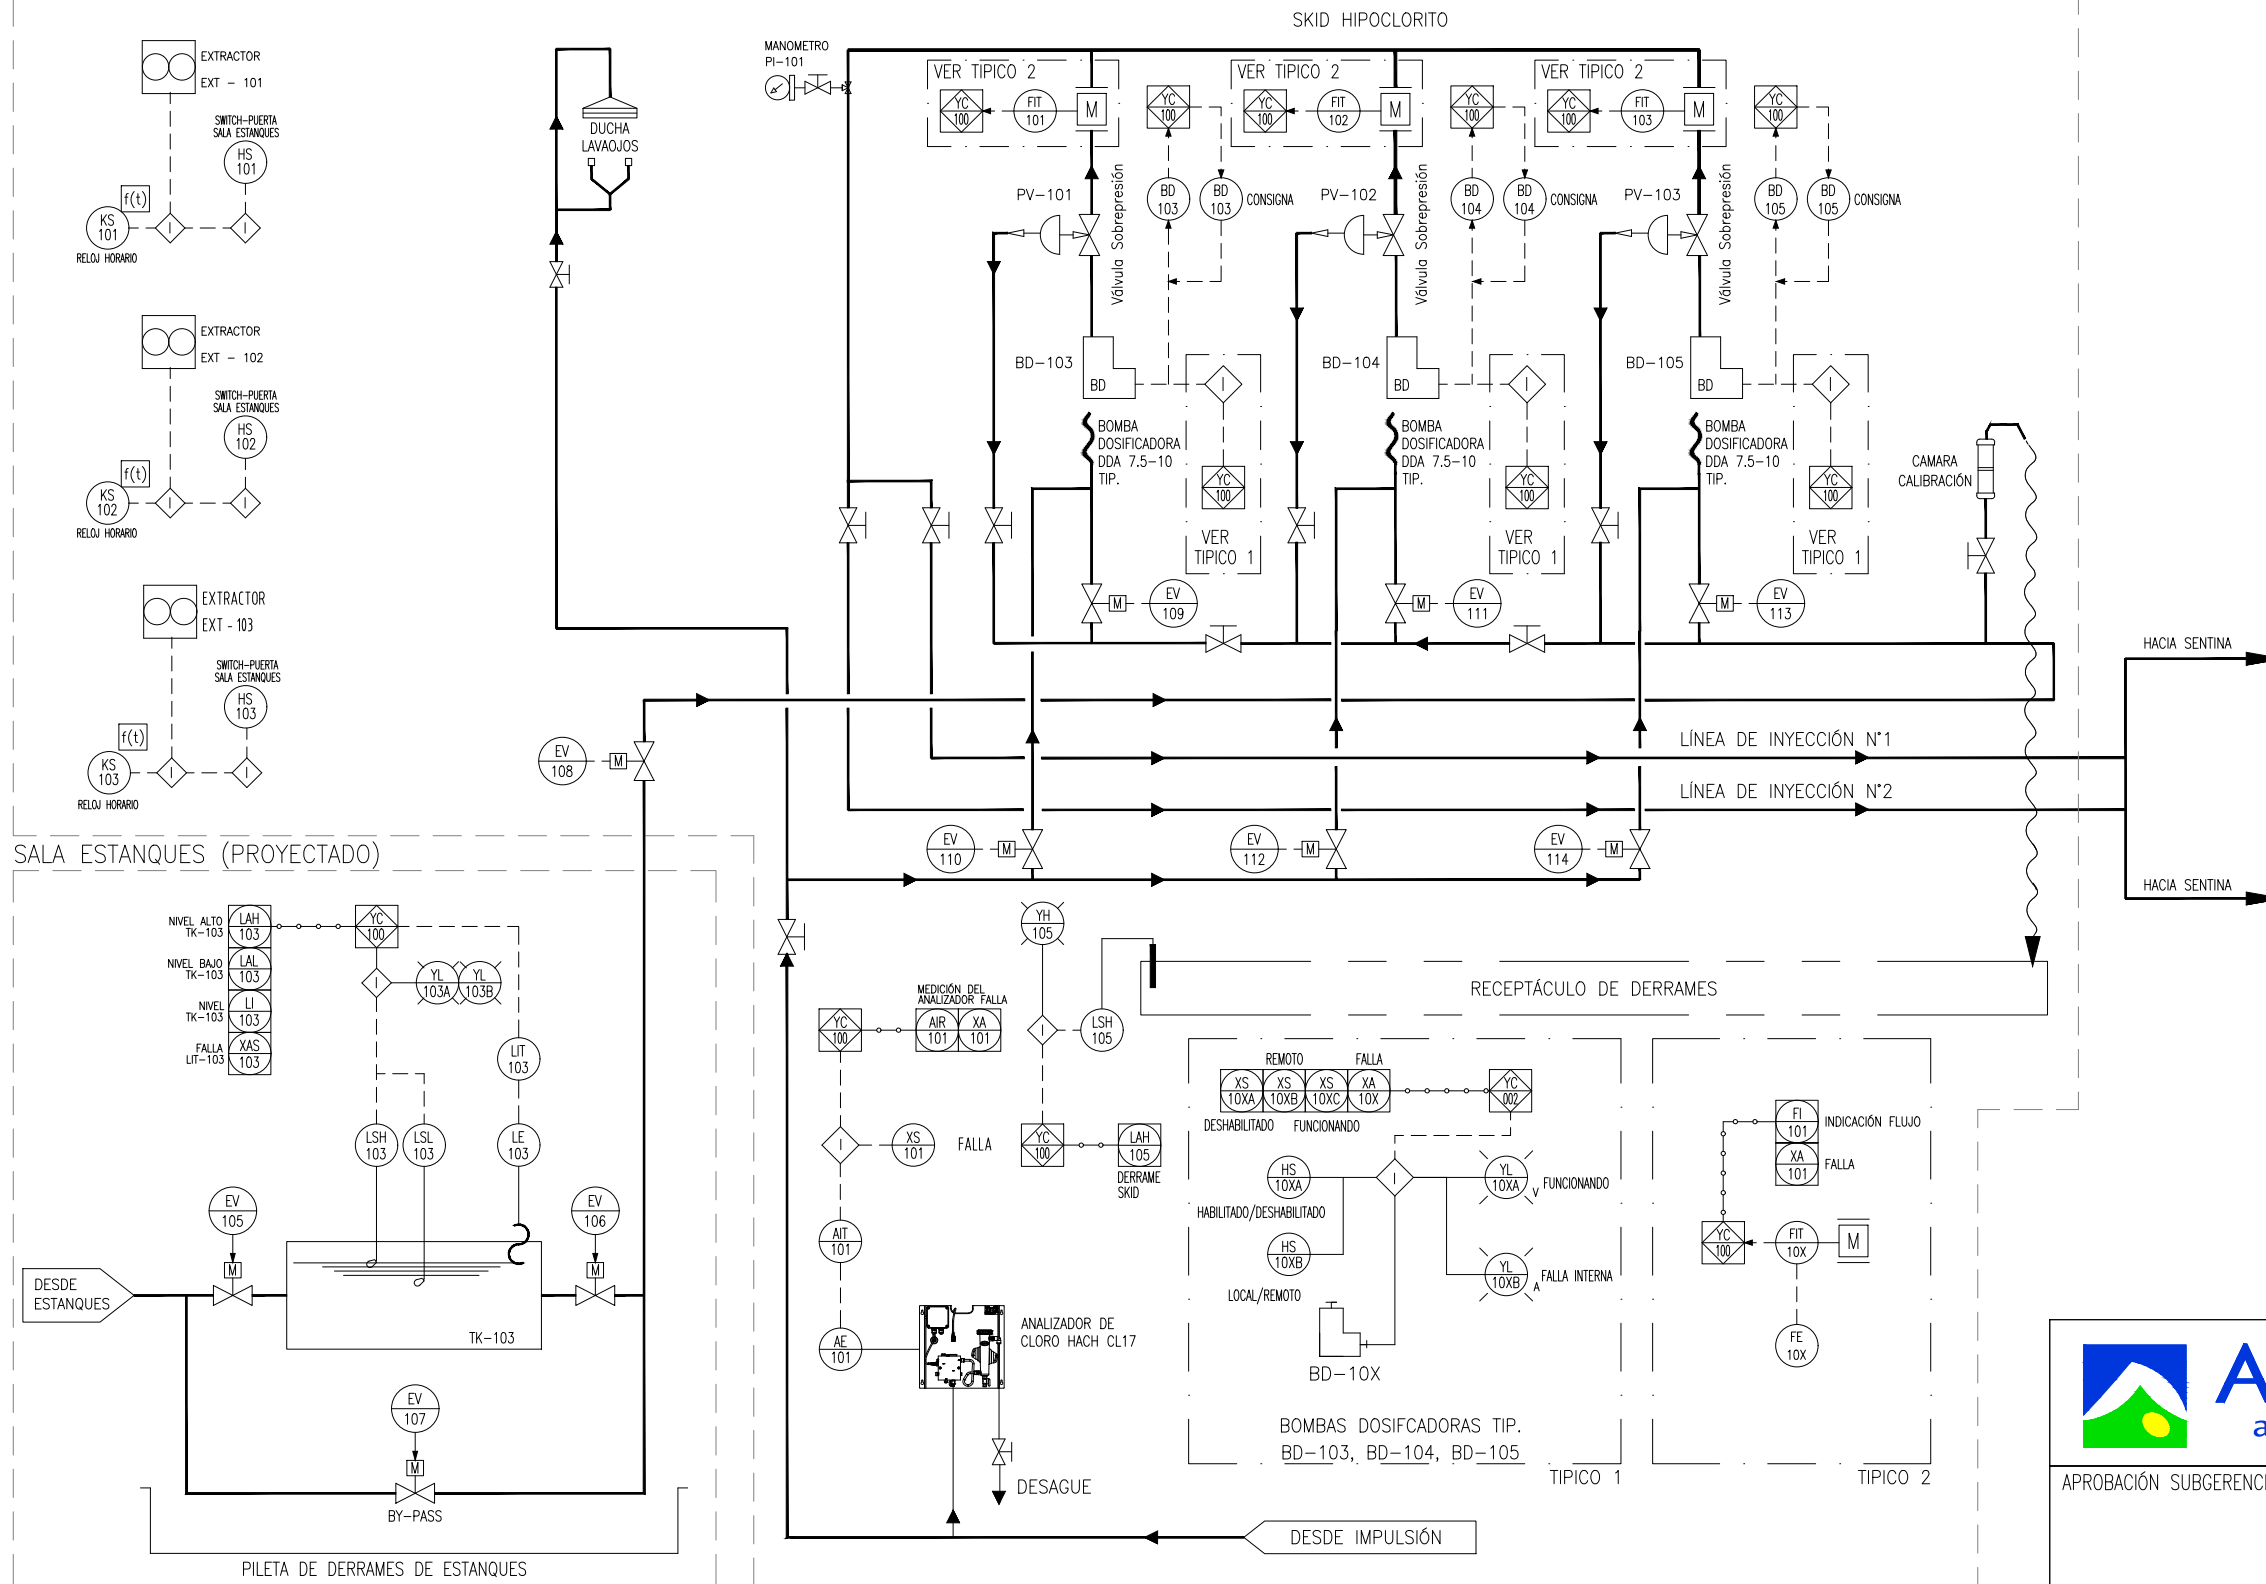 SKID HIPOCLORITO
EXTRACTOR
EXT - 101
SWITCH-PUERTA
SALA ESTANQUES
HS
101
f(t)
KS
101
I
I
RELOJ HORARIO
EXTRACTOR
EXT - 102
SWITCH-PUERTA
SALA ESTANQUES
HS
102
f(t)
KS
102
I
I
RELOJ HORARIO
EXTRACTOR
EXT - 103
SWITCH-PUERTA
SALA ESTANQUES
HS
103
f(t)
KS
103
I
I
RELOJ HORARIO
DUCHA
LAVAOJOS
MANOMETRO
PI-101
VER TIPICO 2
YC
100
FIT
101
M
YC
100
PV-101
Válvula Sobrepresión
BD
103
BD
103
CONSIGNA
BD-103
BD
I
BOMBA
DOSIFICADORA
DDA 7.5-10
TIP.
YC
100
VER
TIPICO 1
M
EV
109
VER TIPICO 2
YC
100
FIT
102
M
YC
100
PV-102
Válvula Sobrepresión
BD
104
BD
104
CONSIGNA
BD-104
BD
I
BOMBA
DOSIFICADORA
DDA 7.5-10
TIP.
YC
100
VER
TIPICO 1
M
EV
111
VER TIPICO 2
YC
100
FIT
103
M
YC
100
PV-103
Válvula Sobrepresión
BD
105
BD
105
CONSIGNA
BD-105
BD
I
BOMBA
DOSIFICADORA
DDA 7.5-10
TIP.
YC
100
VER
TIPICO 1
M
EV
113
CAMARA
CALIBRACIÓN
HACIA SENTINA
LÍNEA DE INYECCIÓN N°1
LÍNEA DE INYECCIÓN N°2
HACIA SENTINA
EV
108
M
EV
110
M
EV
112
M
EV
114
M
SALA ESTANQUES (PROYECTADO)
NIVEL ALTO
TK-103
LAH
103
NIVEL BAJO
TK-103
LAL
103
NIVEL
TK-103
LI
103
FALLA
LIT-103
XAS
103
YC
100
I
YL
103A
YL
103B
LIT
103
LSH
103
LSL
103
LE
103
EV
105
M
EV
106
M
DESDE
ESTANQUES
TK-103
EV
107
M
BY-PASS
PILETA DE DERRAMES DE ESTANQUES
YH
105
I
LSH
105
RECEPTÁCULO DE DERRAMES
MEDICIÓN DEL
ANALIZADOR FALLA
YC
100
AIR
101
XA
101
I
XS
101
FALLA
YC
100
LAH
105
DERRAME
SKID
AIT
101
AE
101
ANALIZADOR DE
CLORO HACH CL17
DESAGUE
DESDE IMPULSIÓN
REMOTO
FALLA
XS
10XA
XS
10XB
XS
10XC
XA
10X
YC
002
DESHABILITADO
FUNCIONANDO
HS
10XA
I
YL
10XA
V
FUNCIONANDO
HABILITADO/DESHABILITADO
HS
10XB
YL
10XB
A
FALLA INTERNA
LOCAL/REMOTO
BD-10X
BOMBAS DOSIFCADORAS TIP.
BD-103, BD-104, BD-105
TIPICO 1
FI
101
INDICACIÓN FLUJO
XA
101
FALLA
YC
100
FIT
10X
M
FE
10X
TIPICO 2
A
a
APROBACIÓN SUBGERENCI